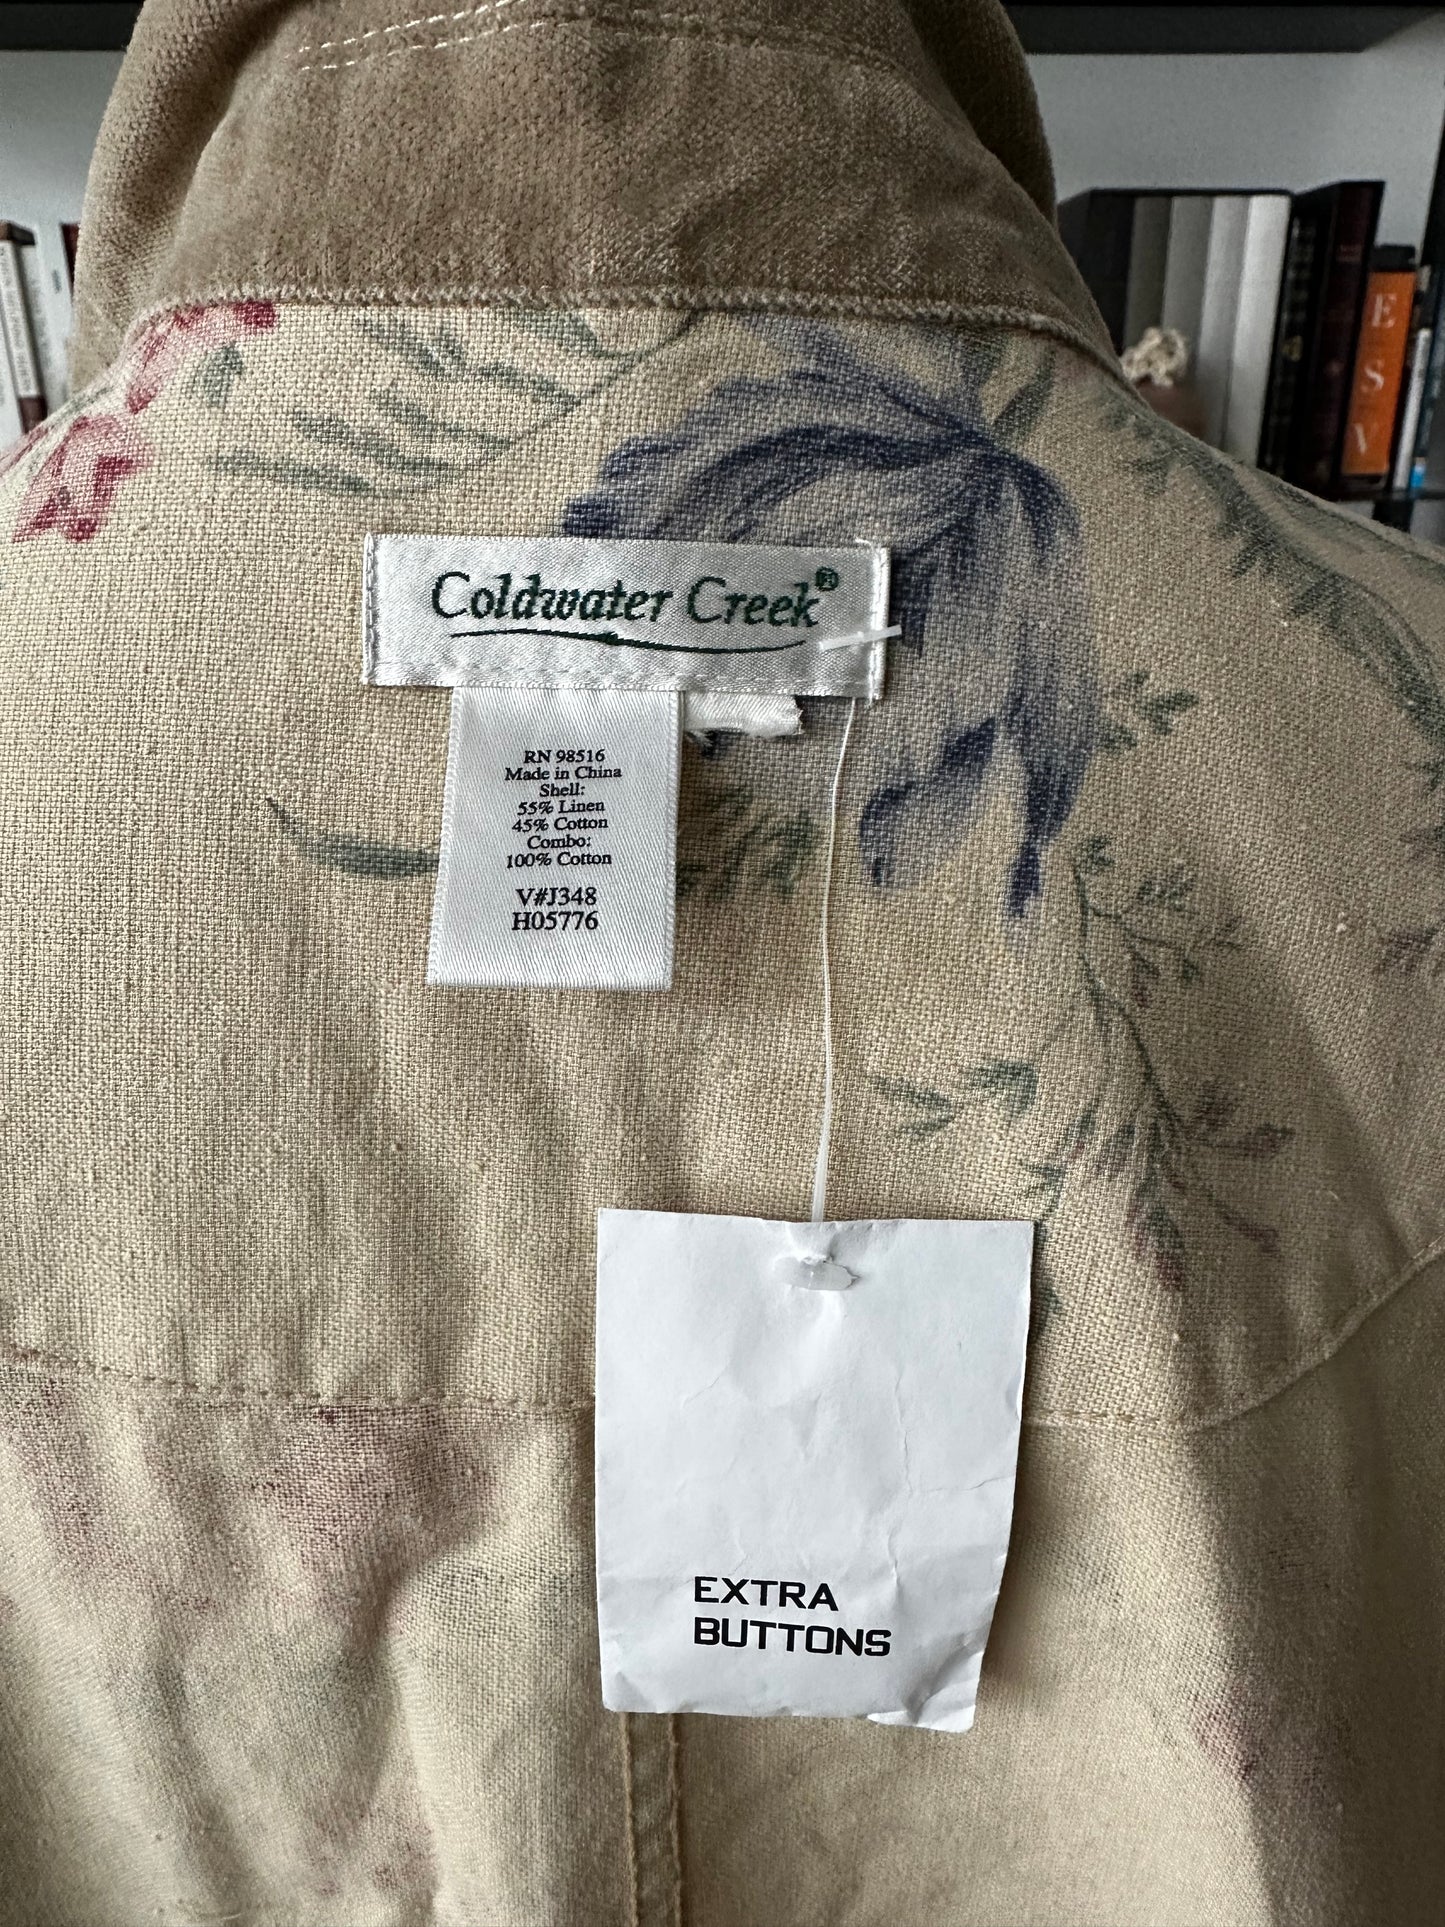 Coldwater Creek®
RN 98516
Made in China
Shell:
55% Linen
45% Cotton
Combo:
100% Cotton
V#J348
H05776
EXTRA
BUTTONS
ESV